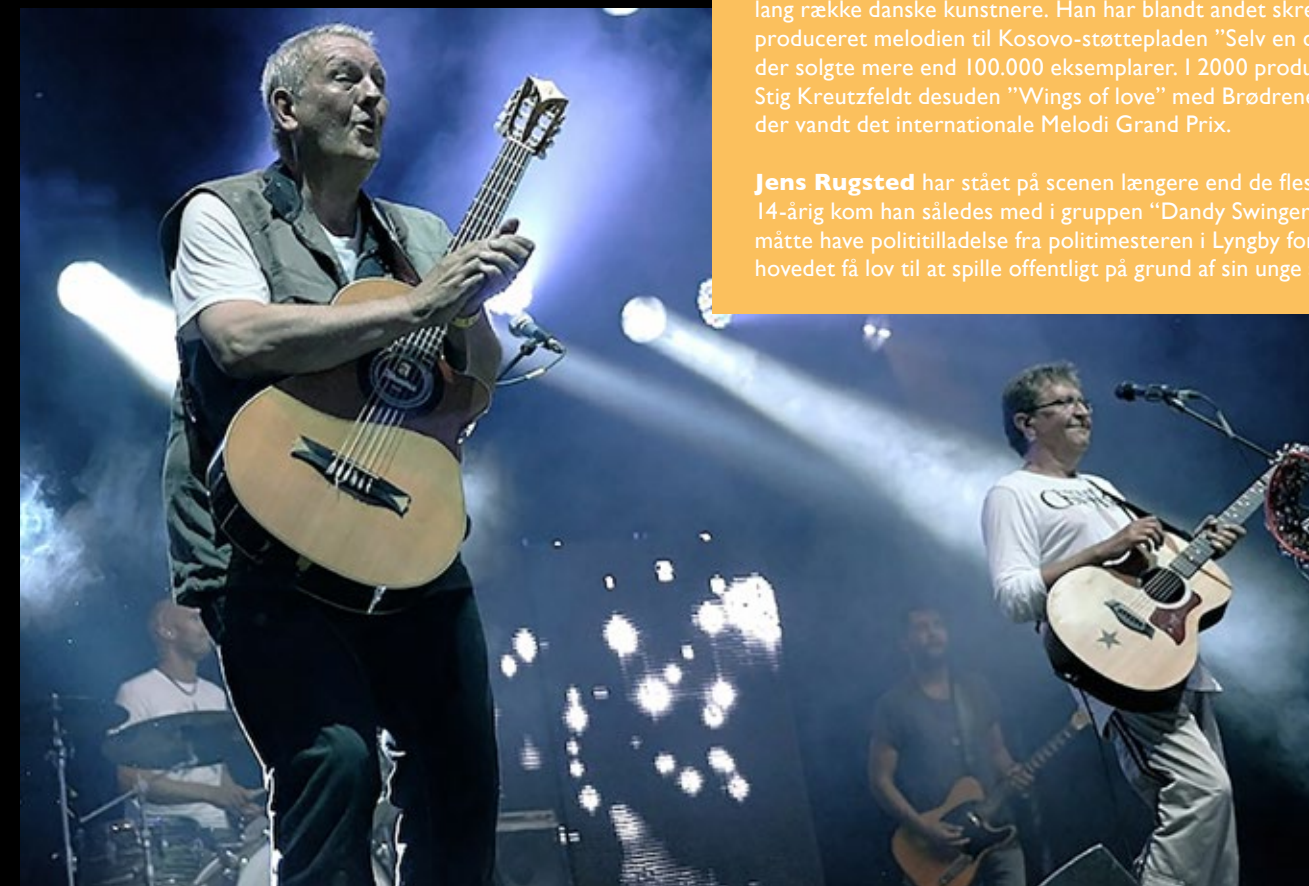 lang række danske kunstnere. Han har blandt andet skre
produceret melodien til Kosovo-støttepladen ”Selv en d
der solgte mere end 100.000 eksemplarer. I 2000 produ
Stig Kreutzfeldt desuden ”Wings of love” med Brødrene
der vandt det internationale Melodi Grand Prix.
Jens Rugsted har stået på scenen længere end de fles
14-årig kom han således med i gruppen “Dandy Swinger
måtte have polititilladelse fra politimesteren i Lyngby for
hovedet få lov til at spille offentligt på grund af sin unge